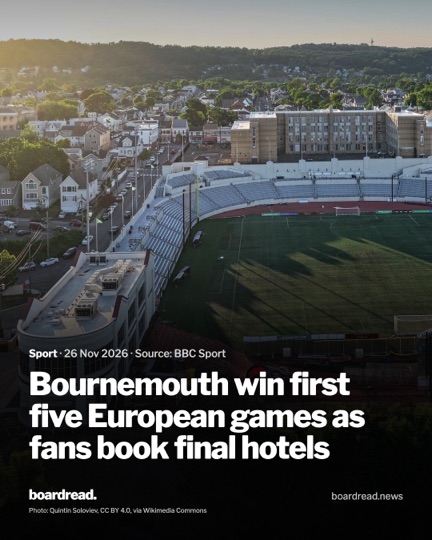 Sport · 26 Nov 2026 · Source: BBC Sport
Bournemouth win first
five European games as
fans book final hotels
boardread.
boardread.news
Photo: Quintin Soloviev, CC BY 4.0, via Wikimedia Commons